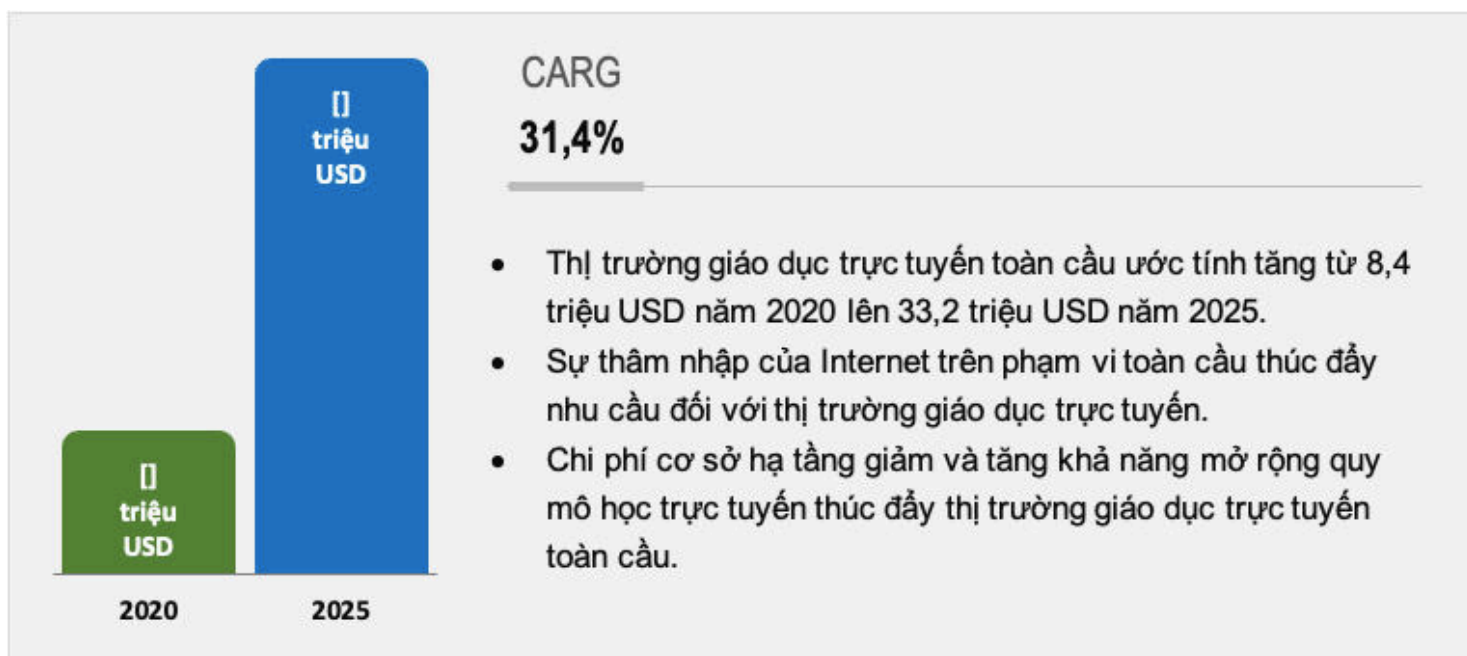 []
triệu
USD
[]
triệu
USD
2020
2025
CARG
31,4%
• Thị trường giáo dục trực tuyến toàn cầu ước tính tăng từ 8,4
triệu USD năm 2020 lên 33,2 triệu USD năm 2025.
• Sự thâm nhập của Internet trên phạm vi toàn cầu thúc đẩy
nhu cầu đối với thị trường giáo dục trực tuyến.
• Chi phí cơ sở hạ tầng giảm và tăng khả năng mở rộng quy
mô học trực tuyến thúc đẩy thị trường giáo dục trực tuyến
toàn cầu.